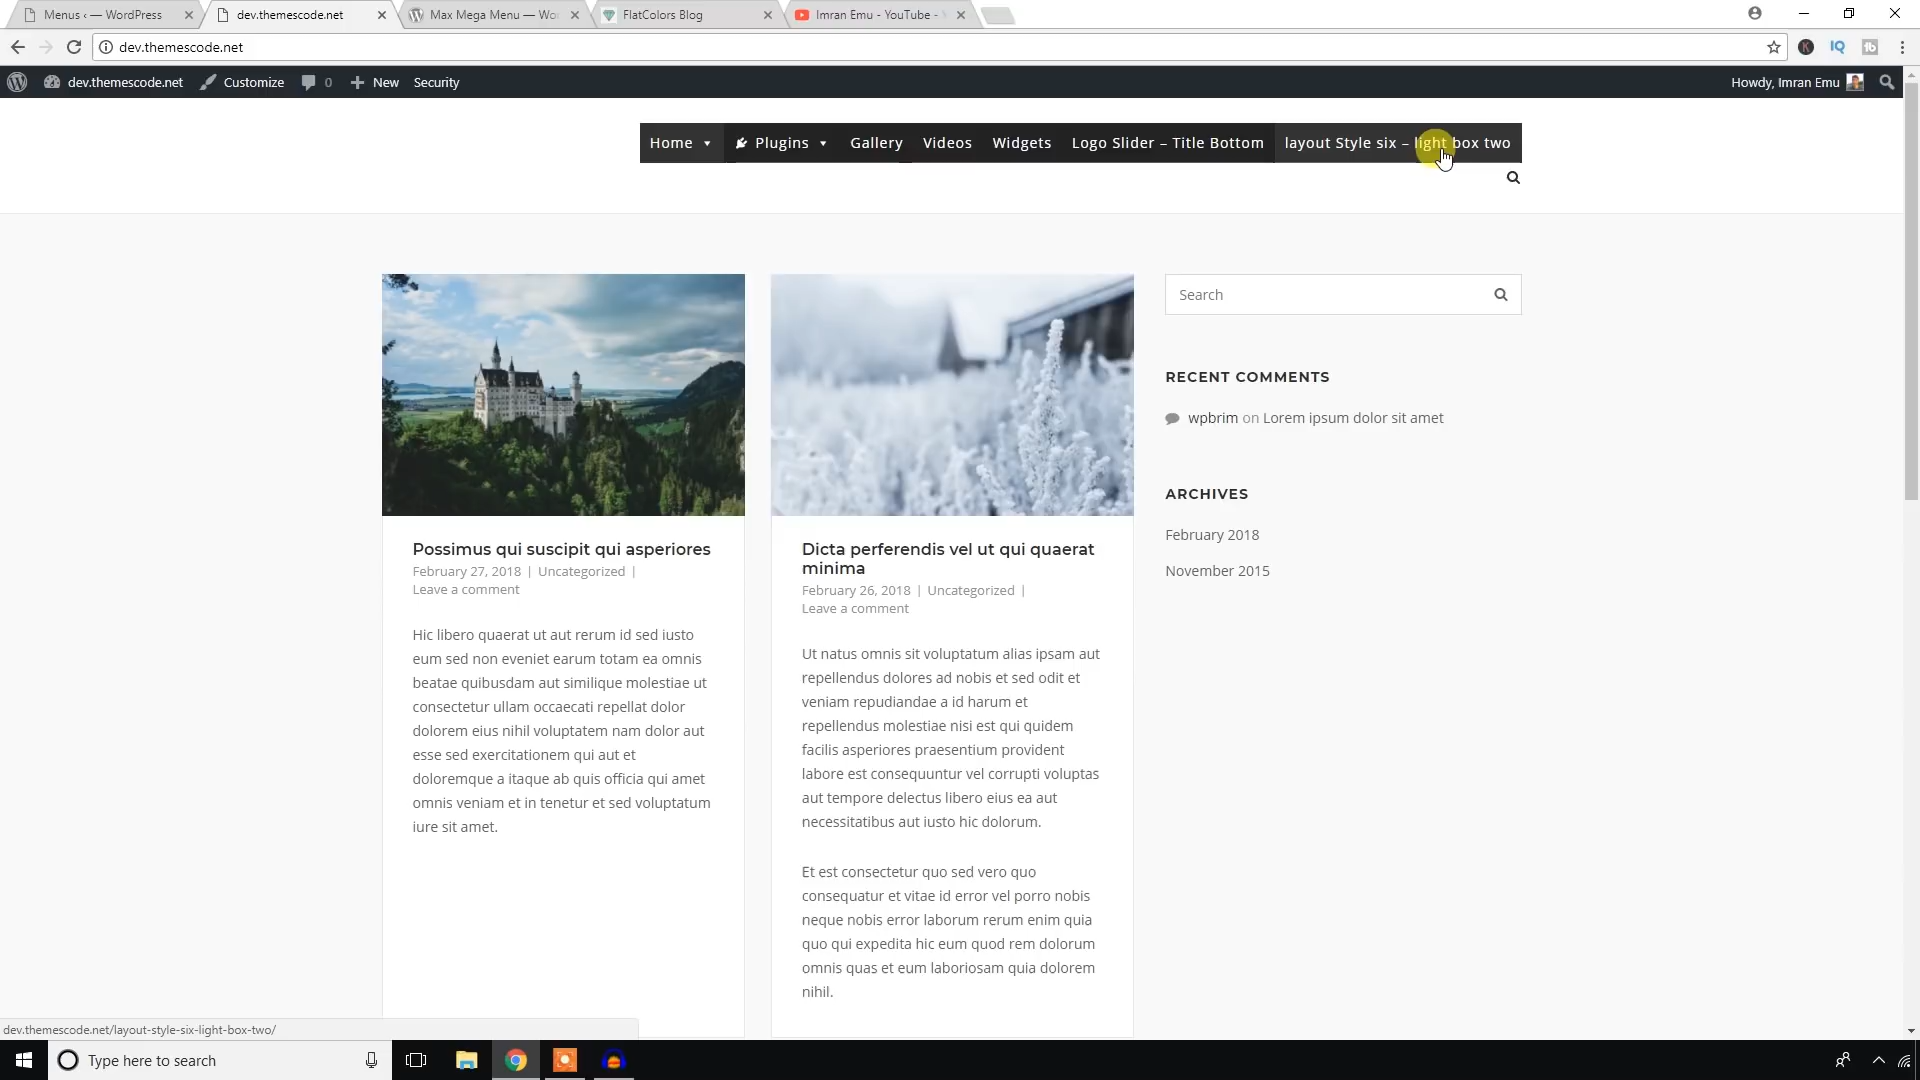 Menus ‹ — WordPress
dev.themescode.net
Max Mega Menu — Wo
FlatColors Blog
Imran Emu - YouTube -
dev.themescode.net
dev.themescode.net
Customize
0
New
Security
Howdy, Imran Emu
Home
Plugins
Gallery
Videos
Widgets
Logo Slider – Title Bottom
layout Style six – light box two
Search
RECENT COMMENTS
wpbrim on Lorem ipsum dolor sit amet
ARCHIVES
February 2018
November 2015
Possimus qui suscipit qui asperiores
February 27, 2018 | Uncategorized |
Leave a comment
Hic libero quaerat ut aut rerum id sed iusto
eum sed non eveniet earum totam ea omnis
beatae quibusdam aut similique molestiae ut
consectetur ullam occaecati repellat dolor
dolorem eius nihil voluptatem nam dolor aut
esse sed exercitationem qui aut et
doloremque a itaque ab quis officia qui amet
omnis veniam et in tenetur et sed voluptatum
iure sit amet.
Dicta perferendis vel ut qui quaerat
minima
February 26, 2018 | Uncategorized |
Leave a comment
Ut natus omnis sit voluptatum alias ipsam aut
repellendus dolores ad nobis et sed odit et
veniam repudiandae a id harum et
repellendus molestiae nisi est qui quidem
facilis asperiores praesentium provident
labore est consequuntur vel corrupti voluptas
aut tempore delectus libero eius ea aut
necessitatibus aut iusto hic dolorum.
Et est consectetur quo sed vero quo
consequatur et vitae id error vel porro nobis
neque nobis error laborum rerum enim quia
quo qui expedita hic eum quod rem dolorum
omnis quas et eum laboriosam quia dolorem
nihil.
dev.themescode.net/layout-style-six-light-box-two/
Type here to search